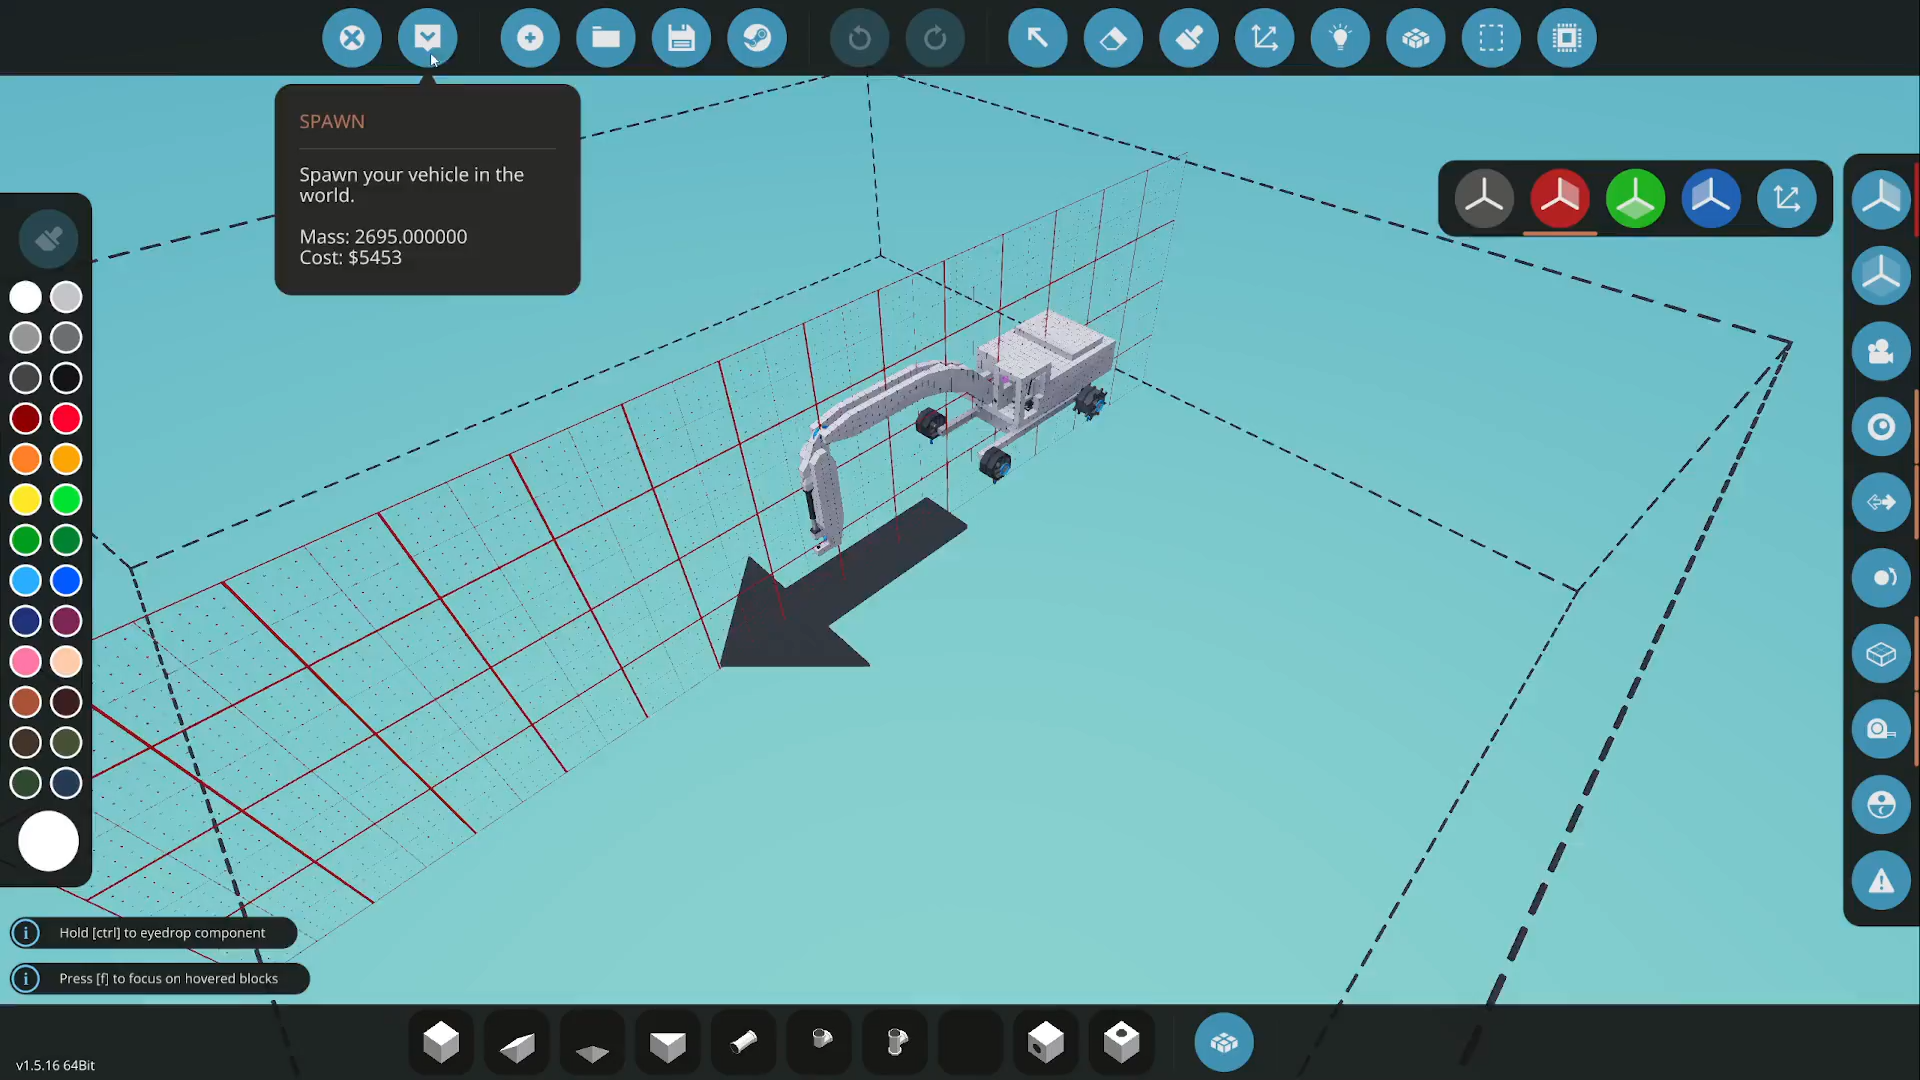 SPAWN
Spawn your vehicle in the
world.
Mass: 2695.000000
Cost: $5453
Hold [ctrl] to eyedrop component
Press [f] to focus on hovered blocks
v1.5.16 64Bit